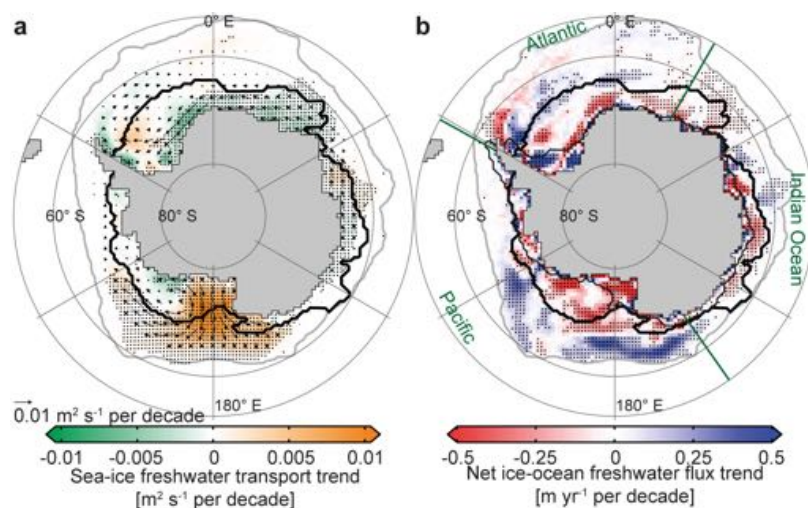 a
0° E
60° S
80° S
180° E
0.01 m² s⁻¹ per decade
-0.01 -0.005 0 0.005 0.01
Sea-ice freshwater transport trend
[m² s⁻¹ per decade]
b
0° E
Atlantic
Indian Ocean
Pacific
60° S
80° S
180° E
-0.5 -0.25 0 0.25 0.5
Net ice-ocean freshwater flux trend
[m yr⁻¹ per decade]